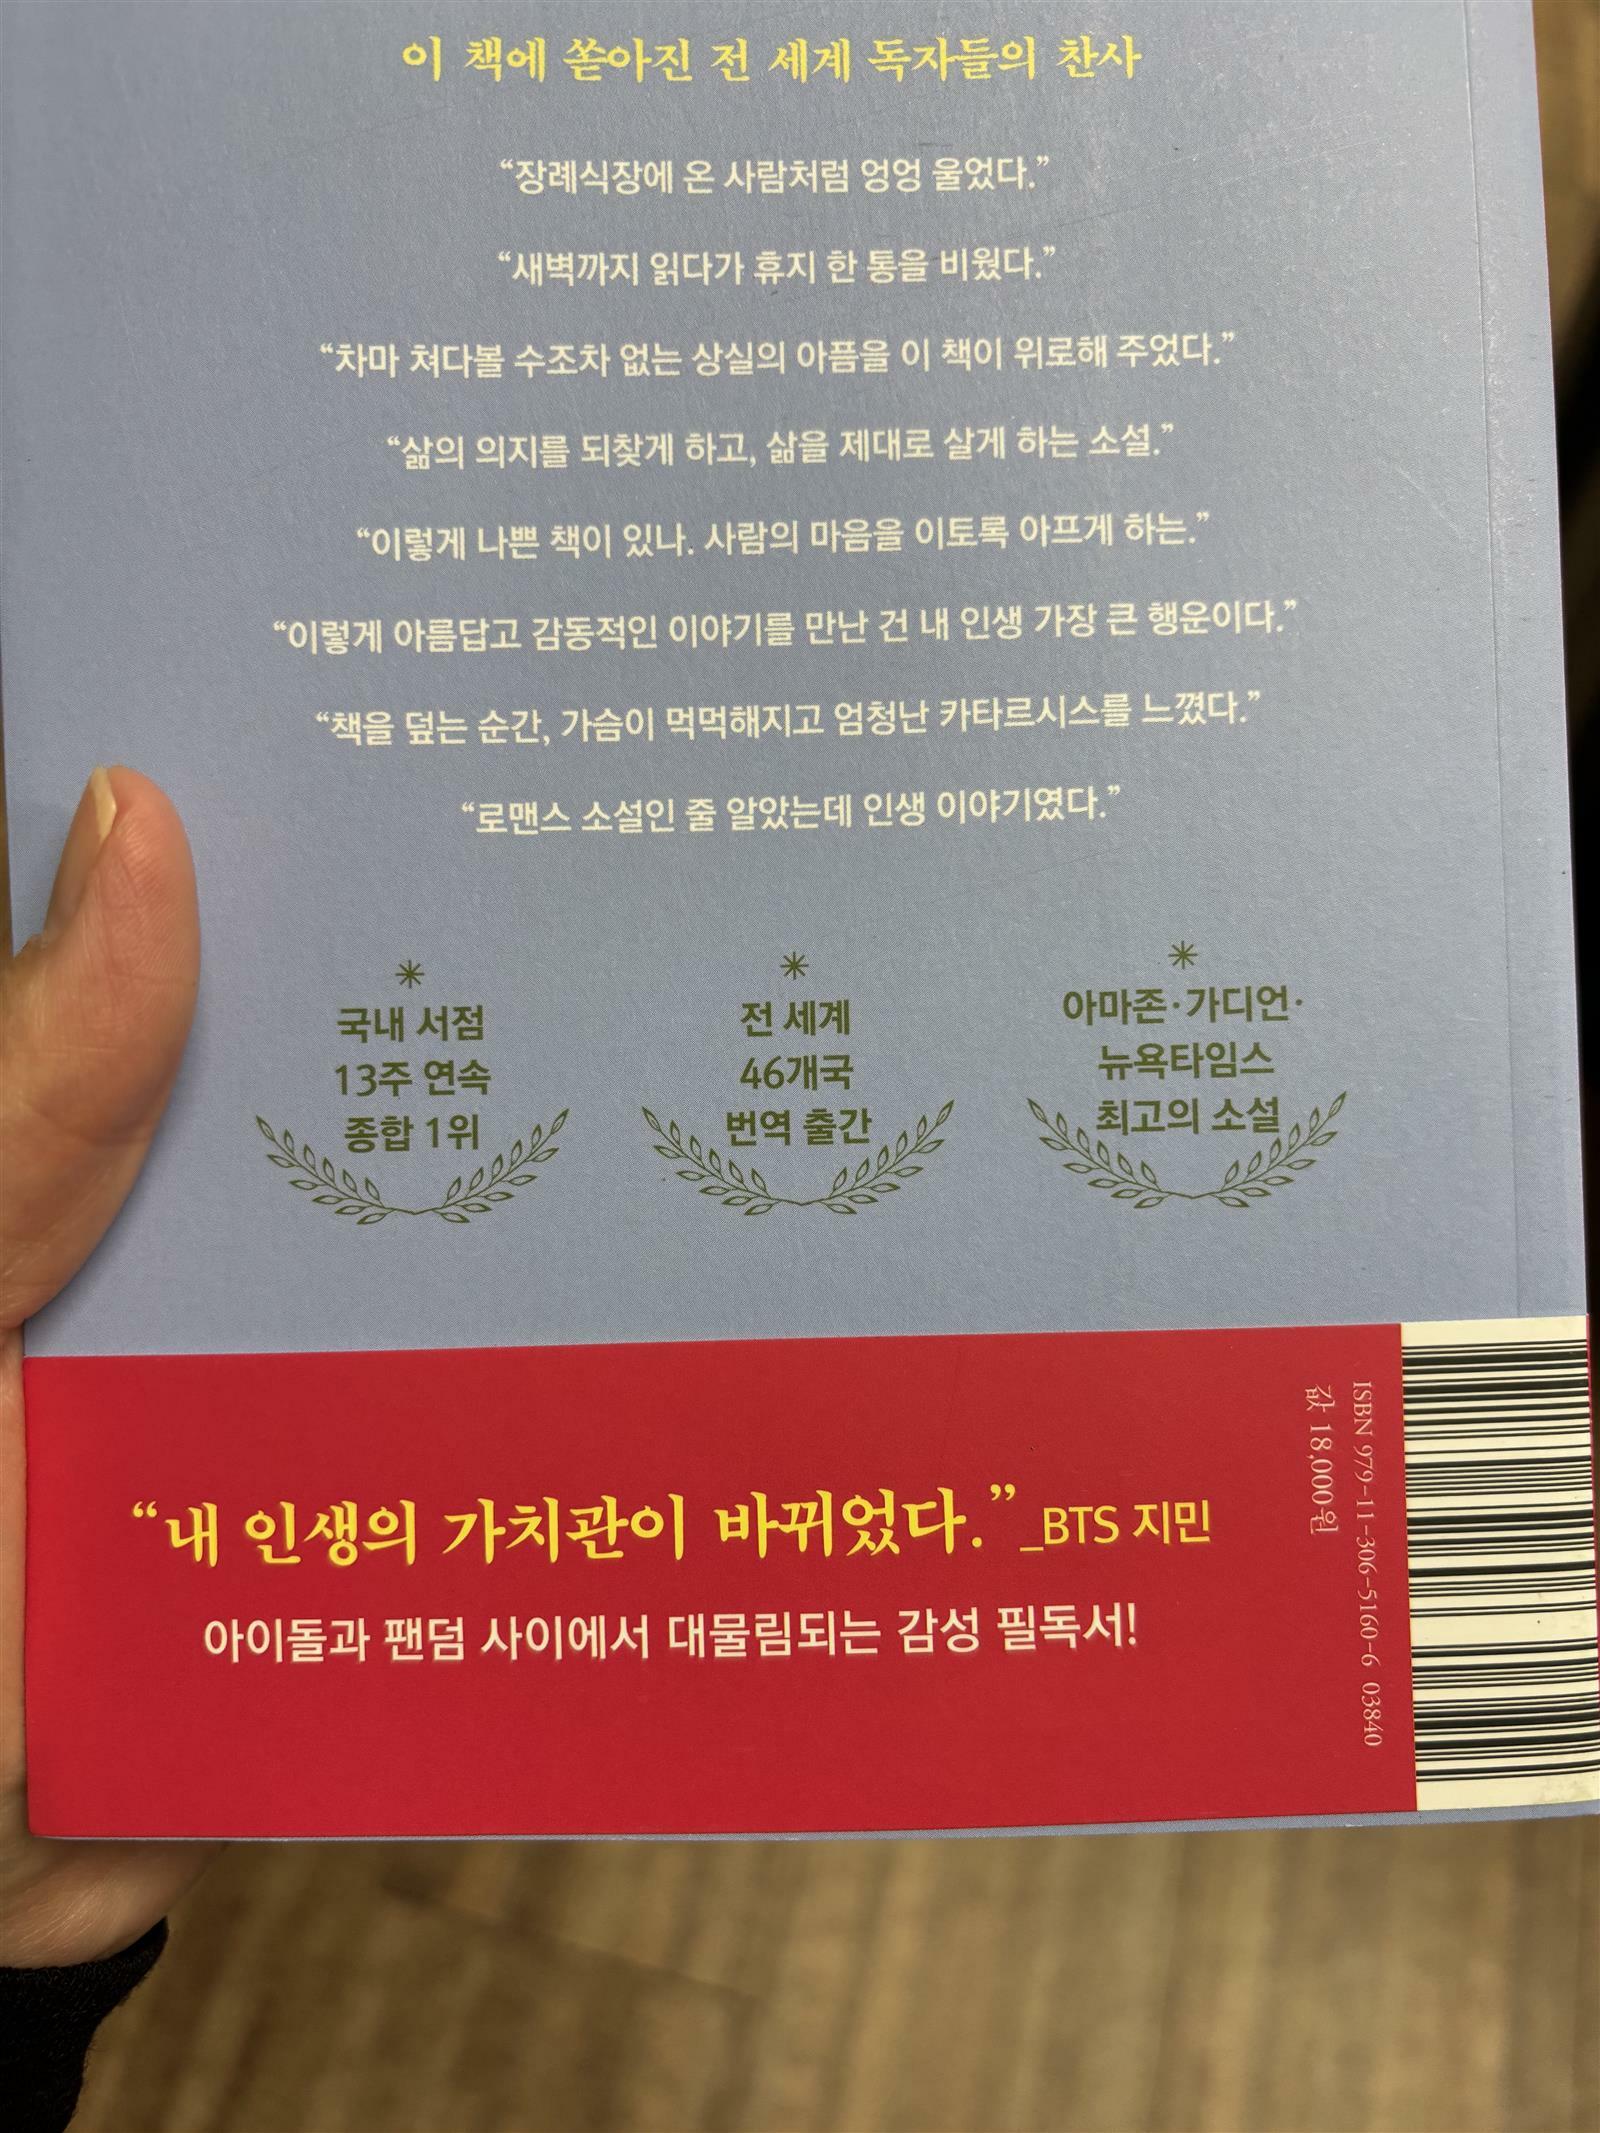 이 책에 쏟아진 전 세계 독자들의 찬사
“장례식장에 온 사람처럼 엉엉 울었다.”
“새벽까지 읽다가 휴지 한 통을 비웠다.”
“차마 쳐다볼 수조차 없는 상실의 아픔을 이 책이 위로해 주었다.”
“삶의 의지를 되찾게 하고, 삶을 제대로 살게 하는 소설.”
“이렇게 나쁜 책이 있나. 사람의 마음을 이토록 아프게 하는.”
“이렇게 아름답고 감동적인 이야기를 만난 건 내 인생 가장 큰 행운이다.”
“책을 덮는 순간, 가슴이 먹먹해지고 엄청난 카타르시스를 느꼈다.”
“로맨스 소설인 줄 알았는데 인생 이야기였다.”
국내 서점
13주 연속
종합 1위
전 세계
46개국
번역 출간
아마존·가디언·
뉴욕타임스
최고의 소설
“내 인생의 가치관이 바뀌었다.”_BTS 지민
아이돌과 팬덤 사이에서 대물림되는 감성 필독서!
ISBN 979-11-306-5160-6 03840
값 18,000원